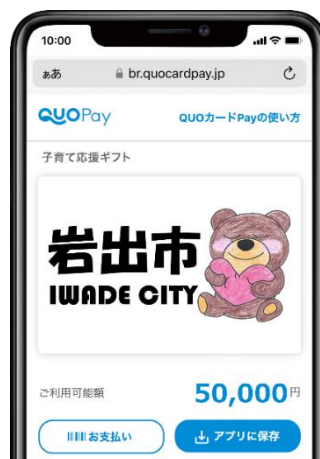 10:00
ぁあ br.quocardpay.jp
QUOPay QUOカードPayの使い方
子育て応援ギフト
岩出市
IWADE CITY
ご利用可能額 50,000円
お支払い アプリに保存